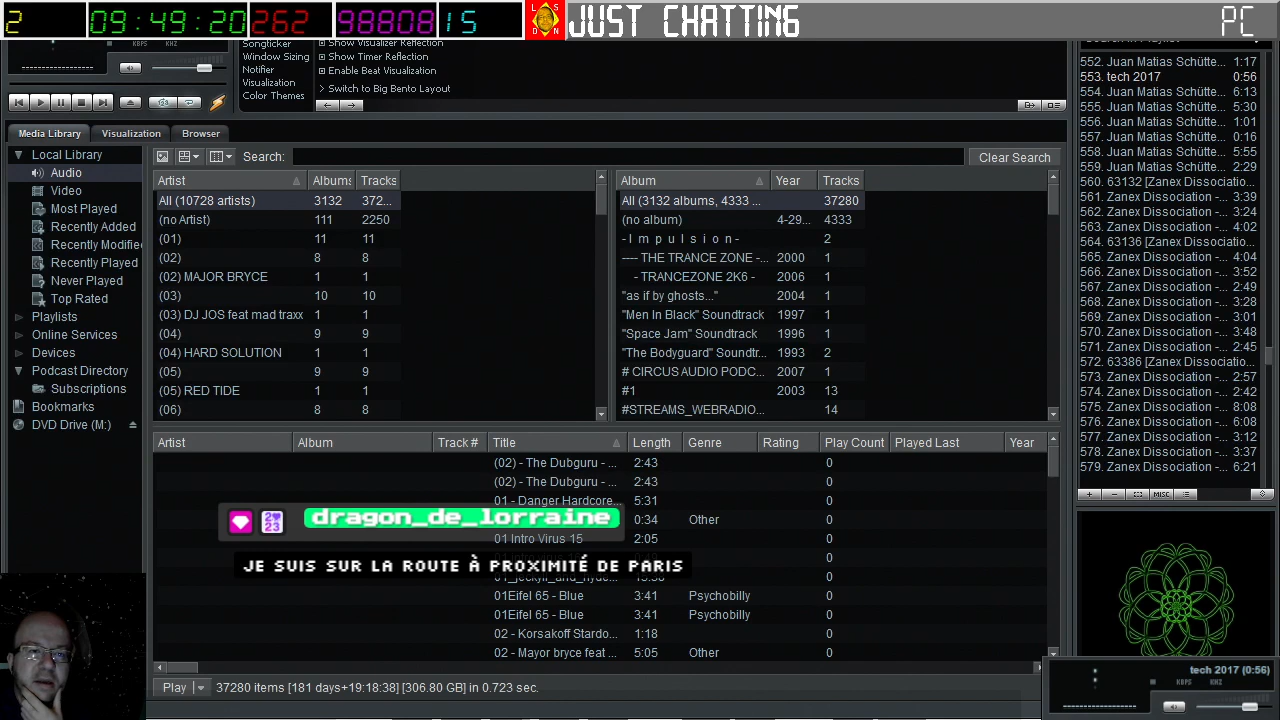 2
09:49:20
262
98808
15
L S
D N
JUST CHATTING
PC
KBPS KHZ
Songticker
Window Sizing
Notifier
Visualization
Color Themes
Show Visualizer Reflection
Show Timer Reflection
Enable Beat Visualization
Switch to Big Bento Layout
Media Library
Visualization
Browser
Local Library
Audio
Video
Most Played
Recently Added
Recently Modifie
Recently Played
Never Played
Top Rated
Playlists
Online Services
Devices
Podcast Directory
Subscriptions
Bookmarks
DVD Drive (M:)
Search:
Clear Search
Artist Albums Tracks
All (10728 artists) 3132 372...
(no Artist) 111 2250
(01) 11 11
(02) 8 8
(02) MAJOR BRYCE 1 1
(03) 10 10
(03) DJ JOS feat mad traxx 1 1
(04) 9 9
(04) HARD SOLUTION 1 1
(05) 9 9
(05) RED TIDE 1 1
(06) 8 8
Album Year Tracks
All (3132 albums, 4333 ... 37280
(no album) 4-29... 4333
- I m p u l s i o n - 2
---- THE TRANCE ZONE -... 2000 1
- TRANCEZONE 2K6 - 2006 1
"as if by ghosts..." 2004 1
"Men In Black" Soundtrack 1997 1
"Space Jam" Soundtrack 1996 1
"The Bodyguard" Soundtr... 1993 2
# CIRCUS AUDIO PODC... 2007 1
#1 2003 13
#STREAMS_WEBRADIO... 14
Artist Album Track # Title Length Genre Rating Play Count Played Last Year
(02) - The Dubguru - ... 2:43 0
(02) - The Dubguru - ... 2:43 0
01 - Danger Hardcore... 5:31 0
0:34 Other 0
01 Intro Virus 15 2:05 0
0
0
01Eifel 65 - Blue 3:41 Psychobilly 0
01Eifel 65 - Blue 3:41 Psychobilly 0
02 - Korsakoff Stardo... 1:18 0
02 - Mayor bryce feat ... 5:05 Other 0
2 23
dragon_de_lorraine
JE SUIS SUR LA ROUTE À PROXIMITÉ DE PARIS
Play
37280 items [181 days+19:18:38] [306.80 GB] in 0,723 sec.
552. Juan Matias Schütte... 1:17
553. tech 2017 0:56
554. Juan Matias Schütte... 6:13
555. Juan Matias Schütte... 5:30
556. Juan Matias Schütte... 1:01
557. Juan Matias Schütte... 0:16
558. Juan Matias Schütte... 5:55
559. Juan Matias Schütte... 2:29
560. 63132 [Zanex Dissociatio...
561. Zanex Dissociation -... 3:39
562. Zanex Dissociation -... 3:24
563. Zanex Dissociation -... 4:02
564. 63136 [Zanex Dissociatio...
565. Zanex Dissociation -... 4:04
566. Zanex Dissociation -... 3:52
567. Zanex Dissociation -... 2:49
568. Zanex Dissociation -... 3:28
569. Zanex Dissociation -... 3:01
570. Zanex Dissociation -... 3:48
571. Zanex Dissociation -... 2:45
572. 63386 [Zanex Dissociatio...
573. Zanex Dissociation -... 2:57
574. Zanex Dissociation -... 2:42
575. Zanex Dissociation -... 8:08
576. Zanex Dissociation -... 6:08
577. Zanex Dissociation -... 3:12
578. Zanex Dissociation -... 3:37
579. Zanex Dissociation -... 6:21
MISC
tech 2017 (0:56)
KBPS KHZ